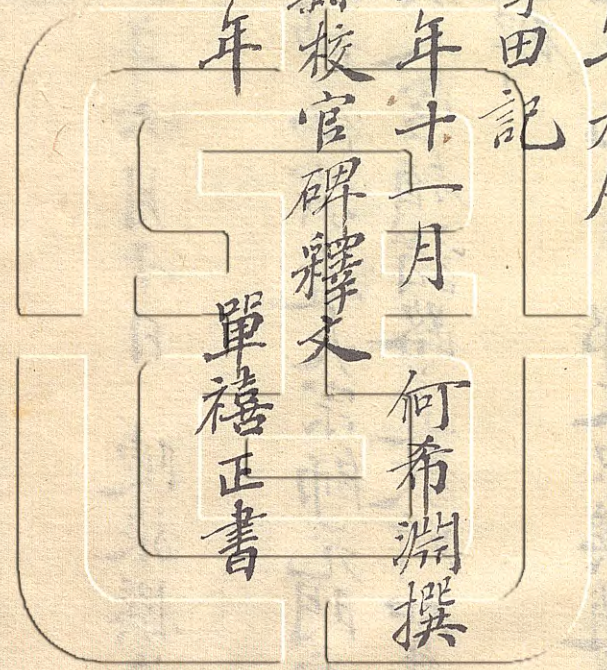 田記
年十一月　何希淵撰
校官碑釋文
年　單禧正書